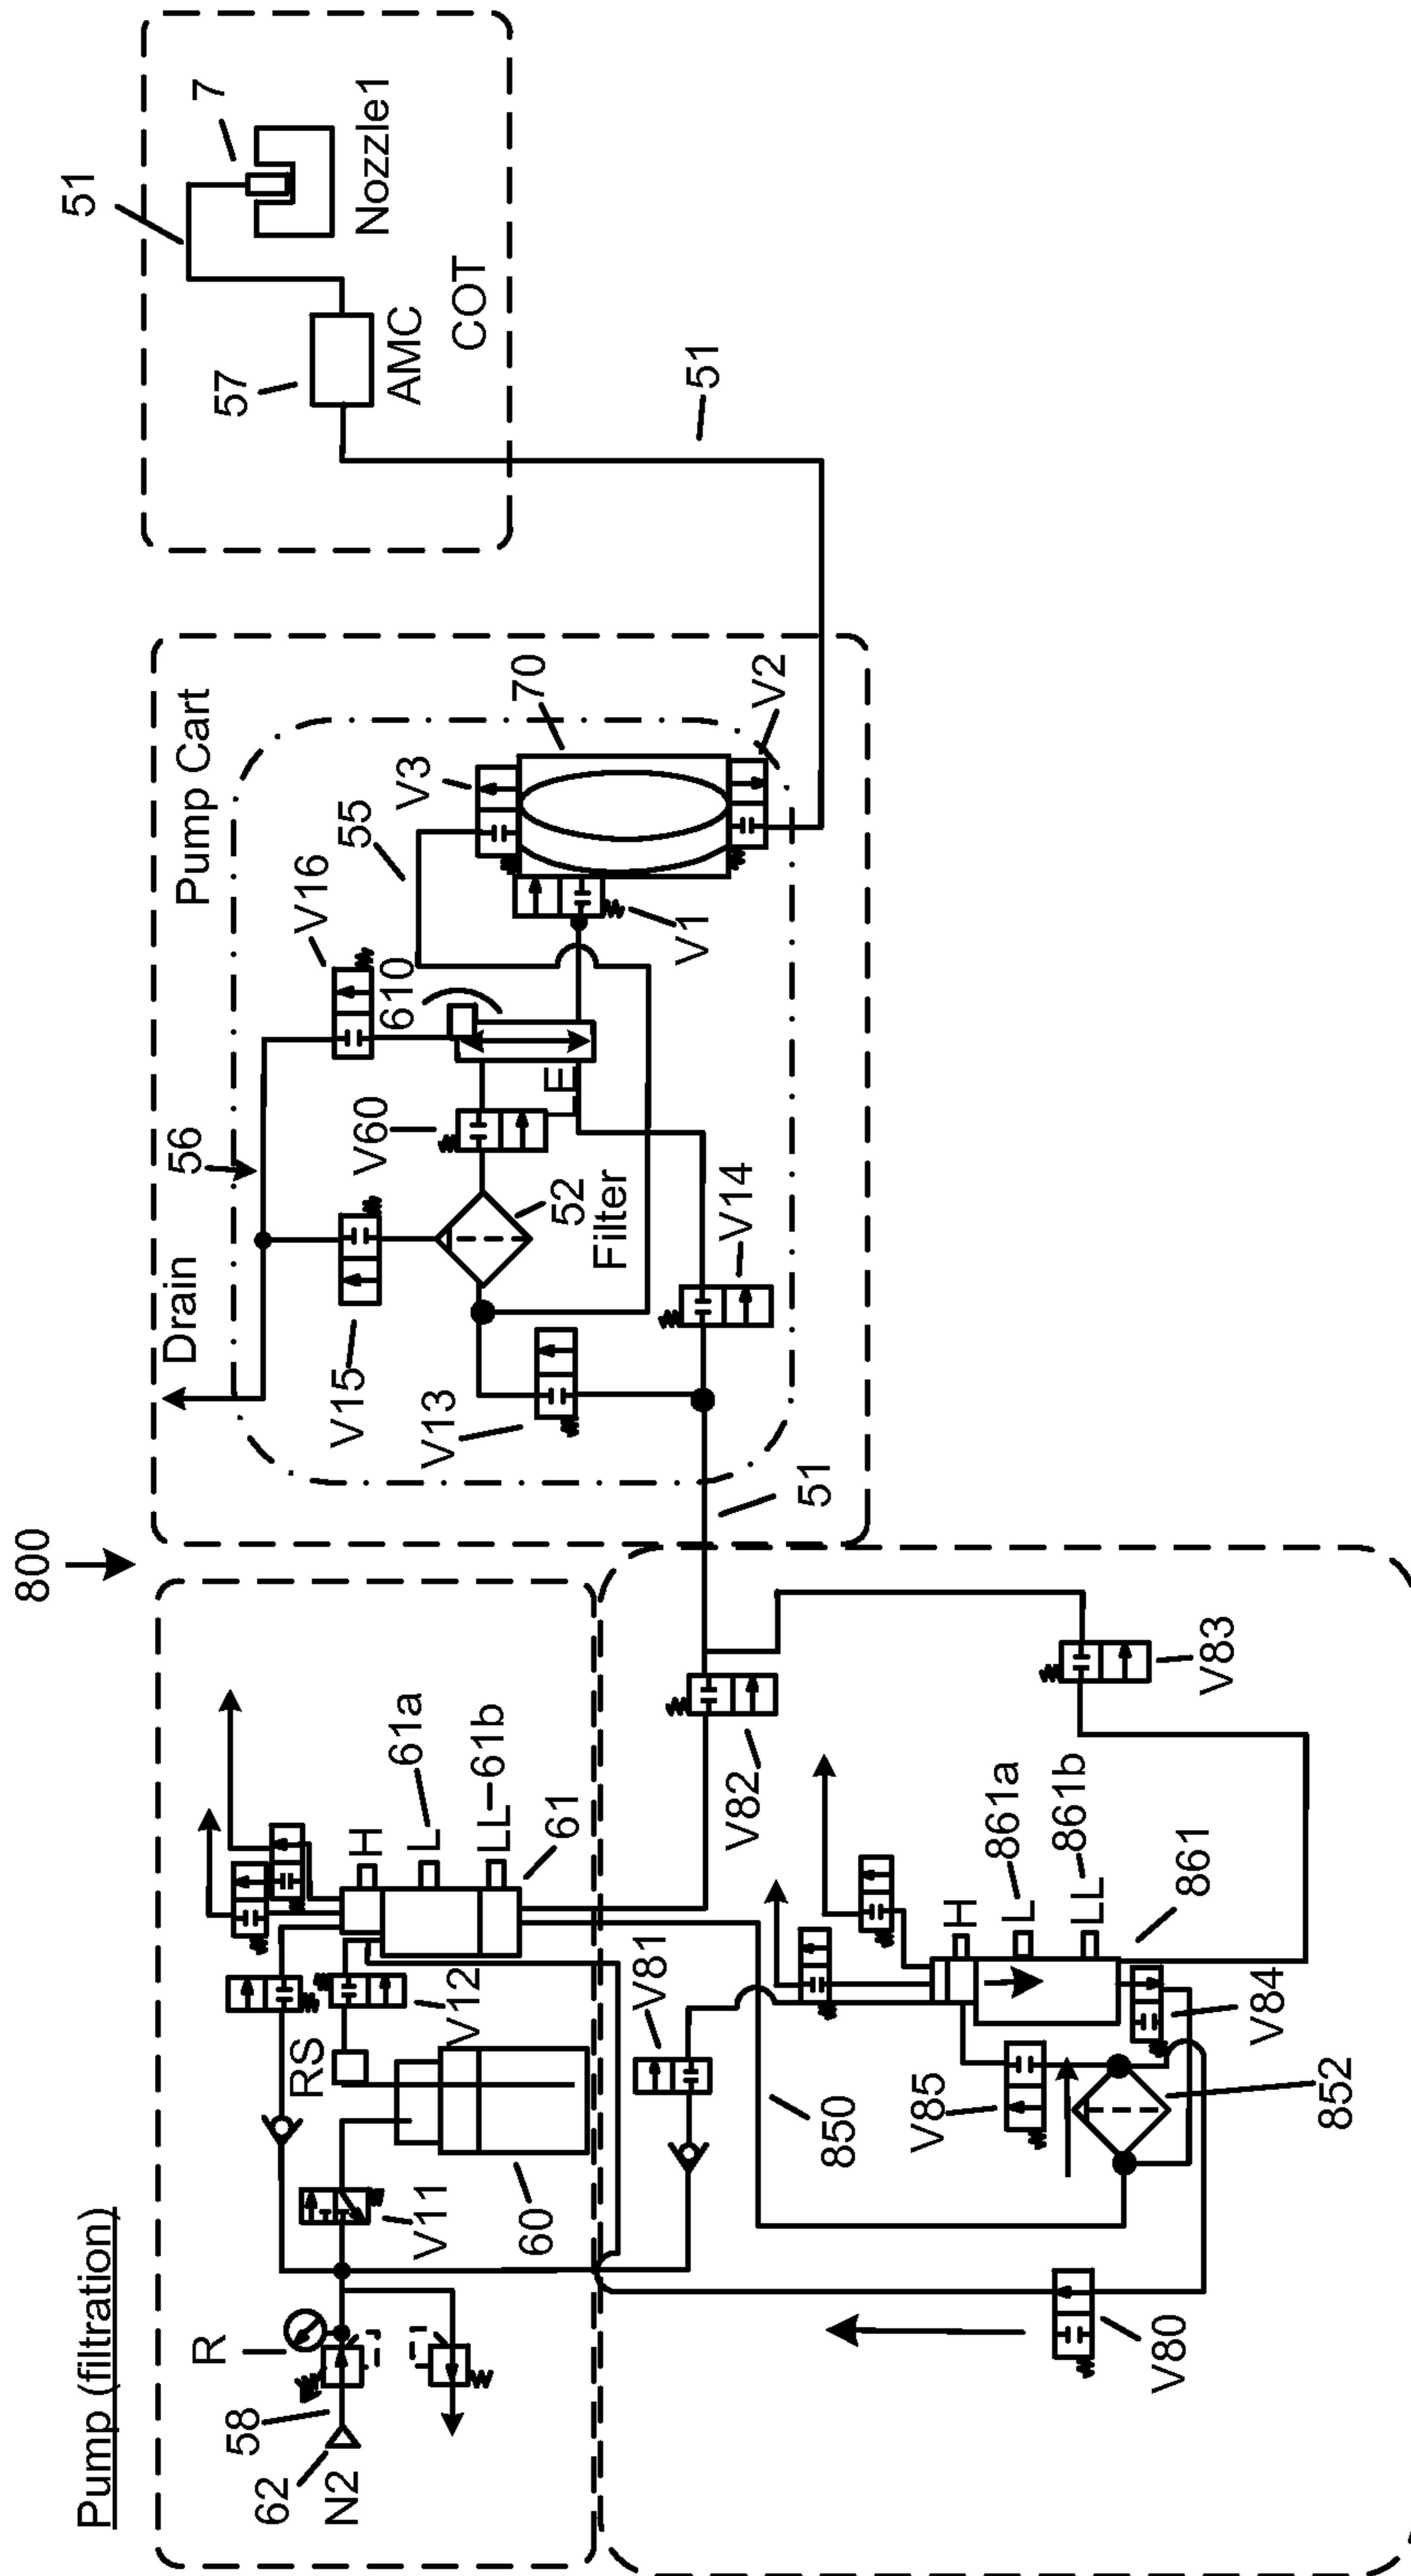 800
Pump (filtration)
62
N2
58
R
V11
60
RS
V12
H
L
61a
LL
61b
61
Drain
56
Pump Cart
V15
V13
V60
52
Filter
V16
610
E
55
V3
70
V1
V2
V14
51
51
57
AMC
COT
51
7
Nozzle1
V82
V81
850
V85
852
V84
H
L
861a
LL
861b
861
V83
V80